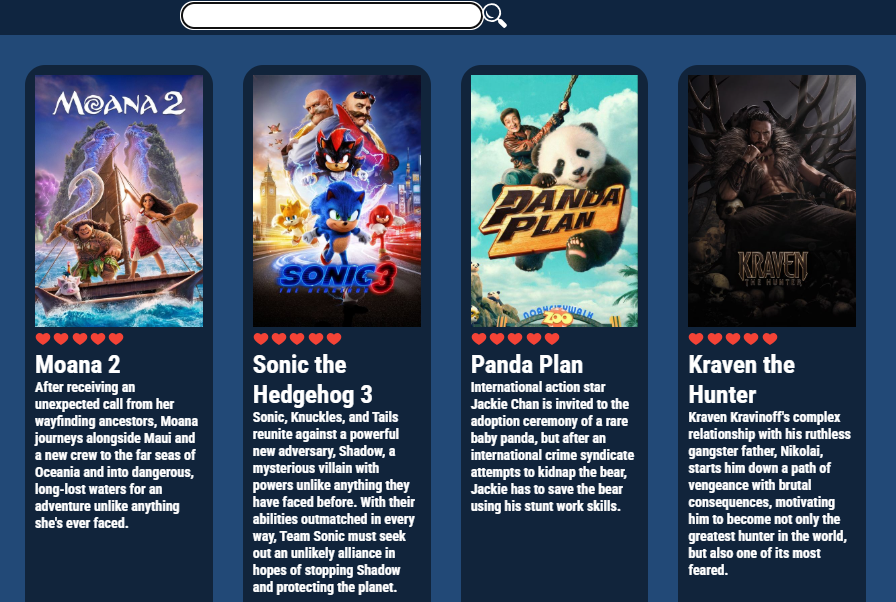 MOANA 2
Moana 2
After receiving an
unexpected call from her
wayfinding ancestors, Moana
journeys alongside Maui and
a new crew to the far seas of
Oceania and into dangerous,
long-lost waters for an
adventure unlike anything
she's ever faced.
SONIC 3
THE HEDGEHOG
Sonic the
Hedgehog 3
Sonic, Knuckles, and Tails
reunite against a powerful
new adversary, Shadow, a
mysterious villain with
powers unlike anything they
have faced before. With their
abilities outmatched in every
way, Team Sonic must seek
out an unlikely alliance in
hopes of stopping Shadow
and protecting the planet.
PANDA
PLAN
ZOO
Panda Plan
International action star
Jackie Chan is invited to the
adoption ceremony of a rare
baby panda, but after an
international crime syndicate
attempts to kidnap the bear,
Jackie has to save the bear
using his stunt work skills.
KRAVEN
THE HUNTER
Kraven the
Hunter
Kraven Kravinoff's complex
relationship with his ruthless
gangster father, Nikolai,
starts him down a path of
vengeance with brutal
consequences, motivating
him to become not only the
greatest hunter in the world,
but also one of its most
feared.